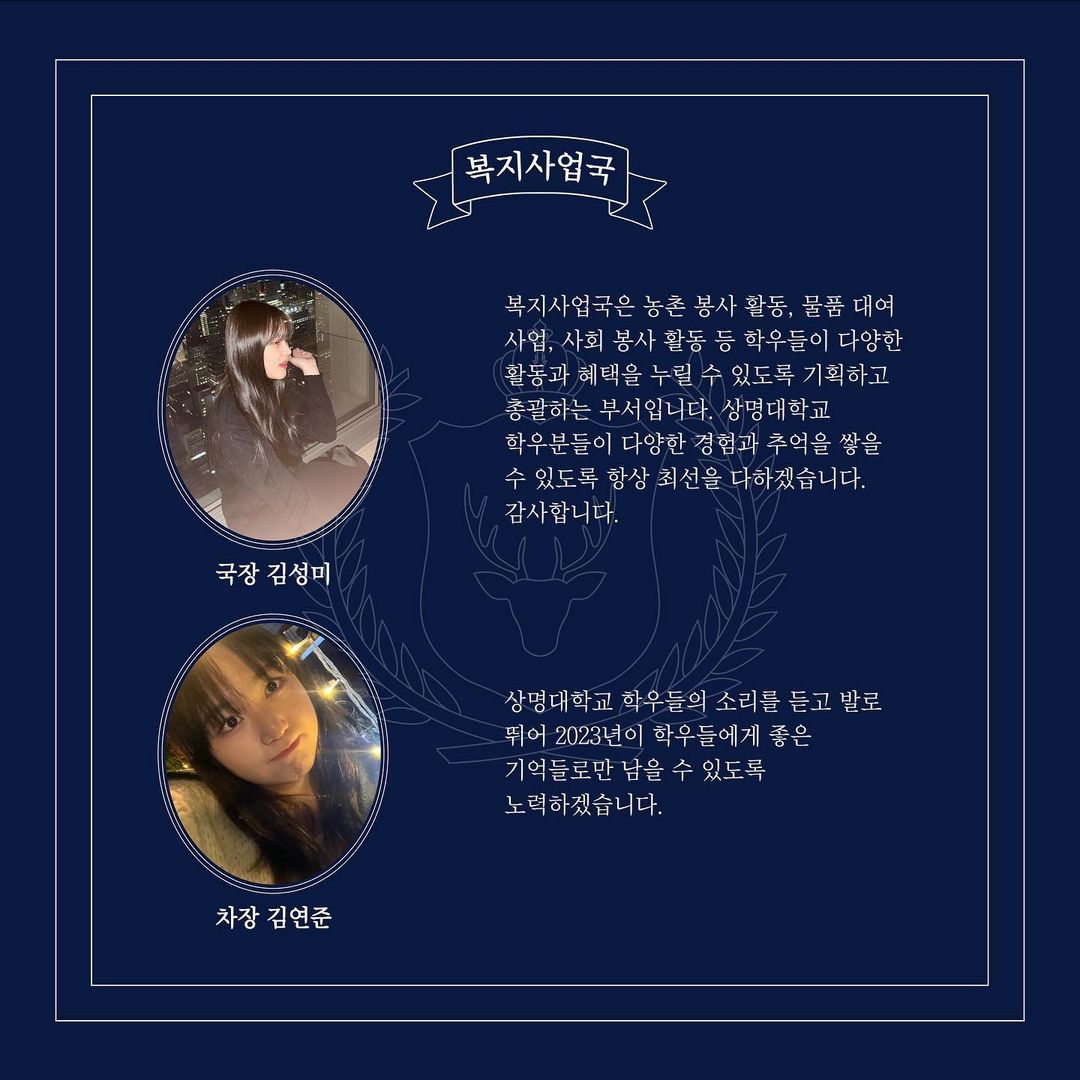 복지사업국
복지사업국은 농촌 봉사 활동, 물품 대여
사업, 사회 봉사 활동 등 학우들이 다양한
활동과 혜택을 누릴 수 있도록 기획하고
총괄하는 부서입니다. 상명대학교
학우분들이 다양한 경험과 추억을 쌓을
수 있도록 항상 최선을 다하겠습니다.
감사합니다.
국장 김성미
상명대학교 학우들의 소리를 듣고 발로
뛰어 2023년이 학우들에게 좋은
기억들로만 남을 수 있도록
노력하겠습니다.
차장 김연준